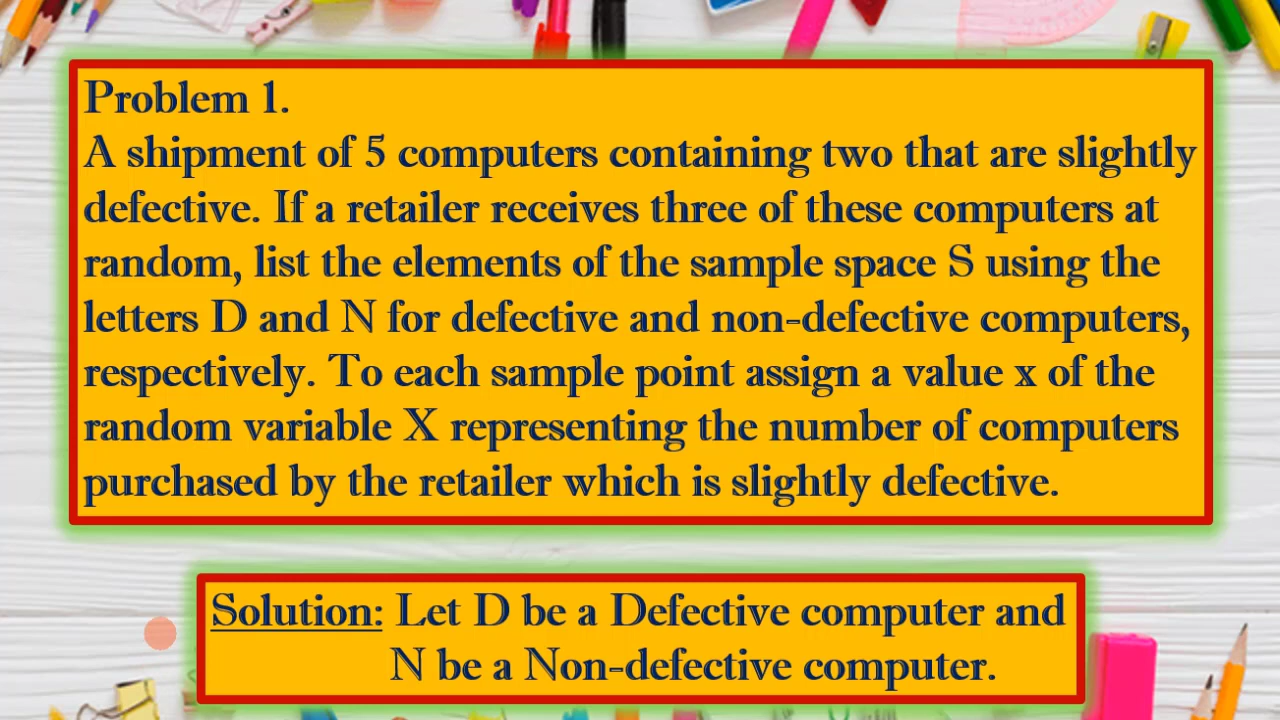 Problem 1.
A shipment of 5 computers containing two that are slightly
defective. If a retailer receives three of these computers at
random, list the elements of the sample space S using the
letters D and N for defective and non-defective computers,
respectively. To each sample point assign a value x of the
random variable X representing the number of computers
purchased by the retailer which is slightly defective.
Solution: Let D be a Defective computer and
N be a Non-defective computer.